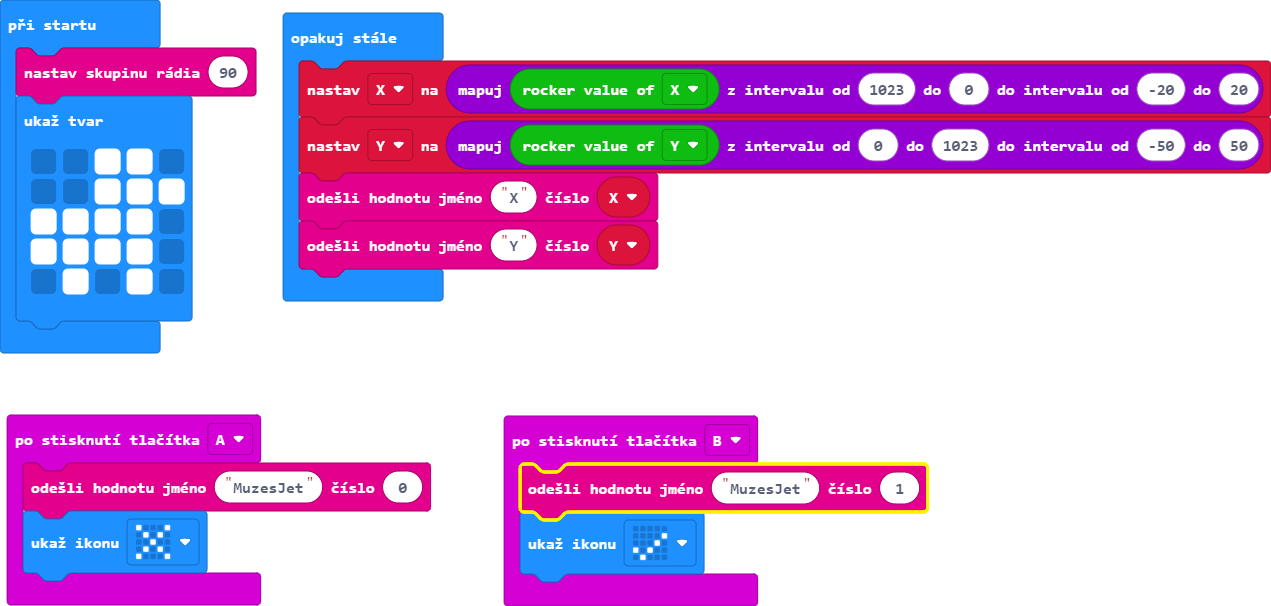 při startu
nastav skupinu rádia 90
ukaž tvar
opakuj stále
nastav X na mapuj rocker value of X z intervalu od 1023 do 0 do intervalu od -20 do 20
nastav Y na mapuj rocker value of Y z intervalu od 0 do 1023 do intervalu od -50 do 50
odešli hodnotu jméno "X" číslo X
odešli hodnotu jméno "Y" číslo Y
po stisknutí tlačítka A
odešli hodnotu jméno "MuzesJet" číslo 0
ukaž ikonu
po stisknutí tlačítka B
odešli hodnotu jméno "MuzesJet" číslo 1
ukaž ikonu